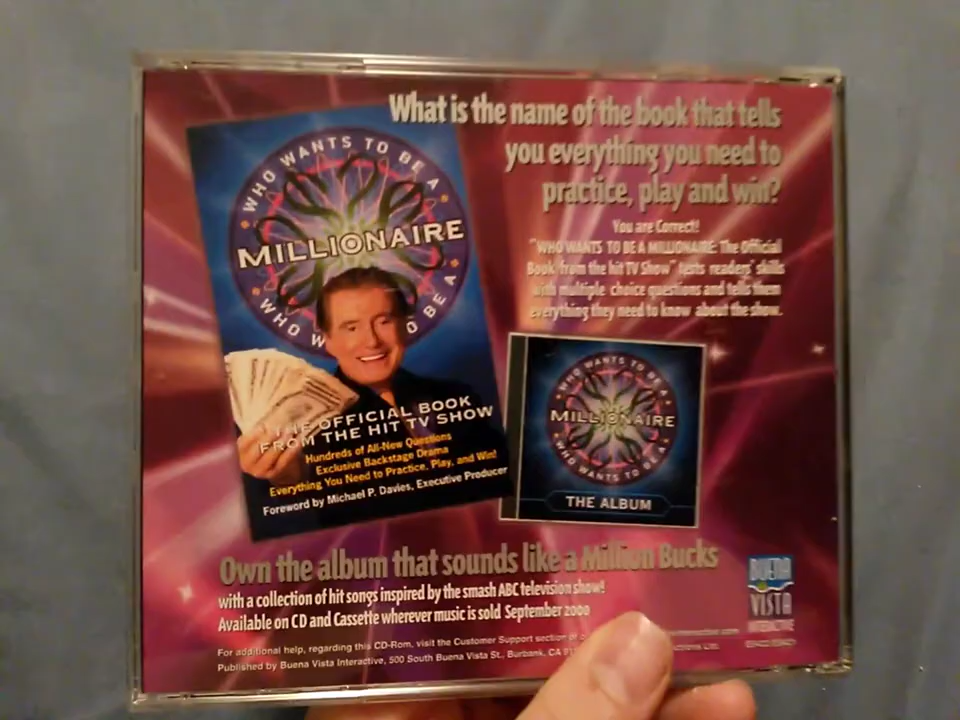 What is the name of the book that tells
you everything you need to
practice, play and win?
You are Correct!
"WHO WANTS TO BE A MILLIONAIRE: The Official
Book from the hit TV Show" tests readers' skills
with multiple choice questions and tells them
everything they need to know about the show.
WHO WANTS TO BE A
MILLIONAIRE
WHO W O BE A
THE OFFICIAL BOOK
FROM THE HIT TV SHOW
Hundreds of All-New Questions
Exclusive Backstage Drama
Everything You Need to Practice, Play, and Win!
Foreword by Michael P. Davies, Executive Producer
WHO WANTS TO BE A
MILLIONAIRE
WHO WANTS TO BE A
THE ALBUM
Own the album that sounds like a Million Bucks
with a collection of hit songs inspired by the smash ABC television show!
Available on CD and Cassette wherever music is sold September 2000
BUENA
VISTA
INTERACTIVE
For additional help, regarding this CD-Rom, visit the Customer Support section of
Published by Buena Vista Interactive, 500 South Buena Vista St., Burbank, CA